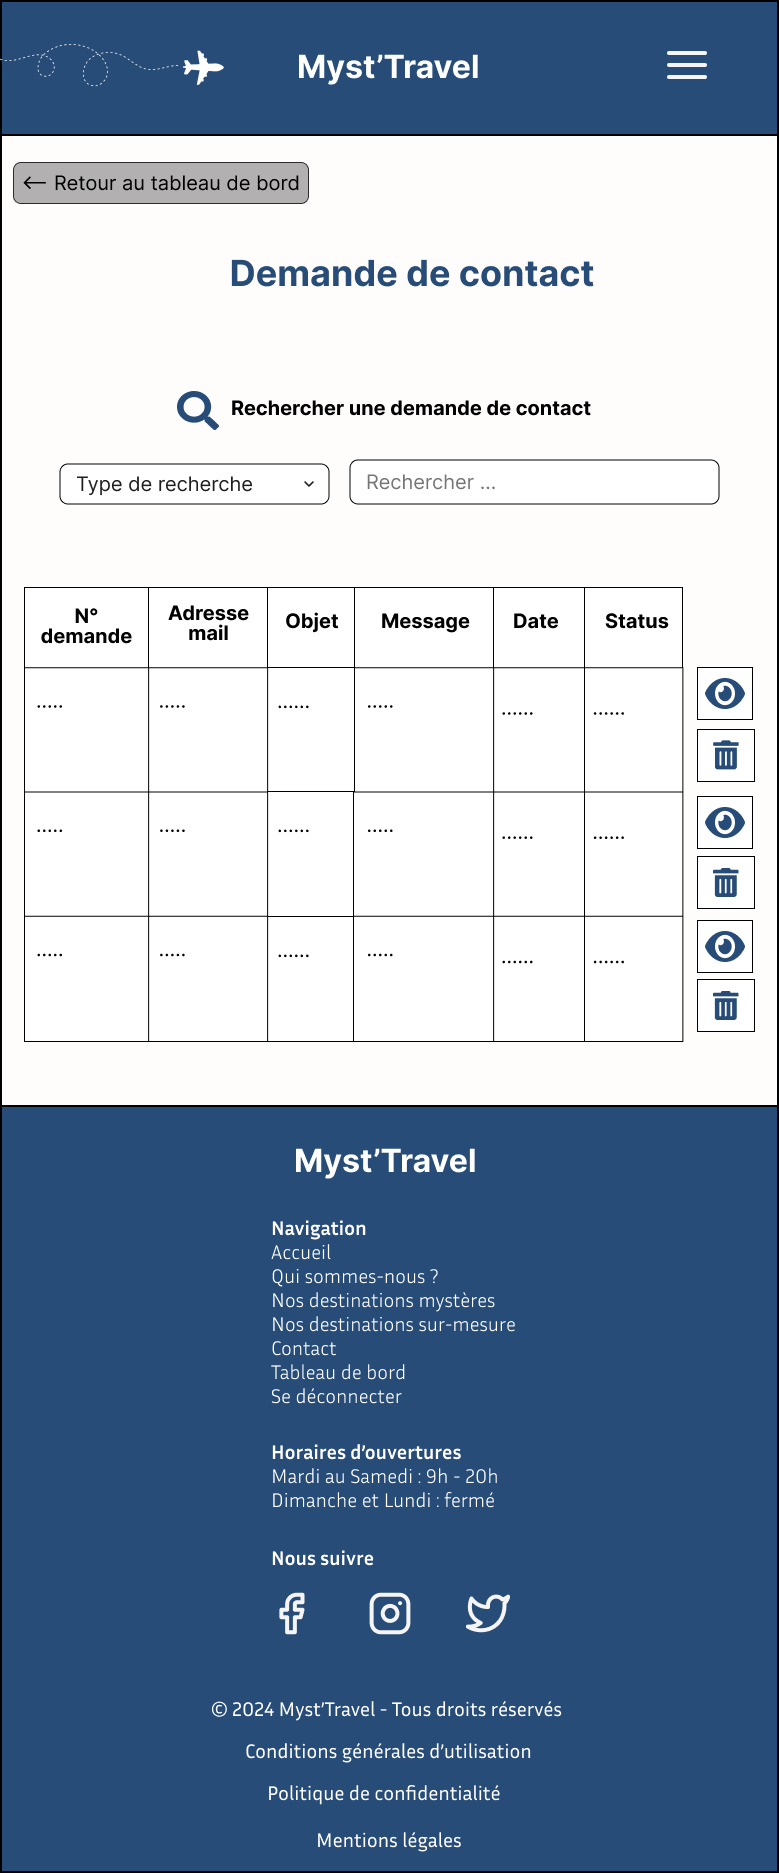 Myst’Travel
← Retour au tableau de bord
Demande de contact
Rechercher une demande de contact
Type de recherche
Rechercher ...
N° demande
Adresse mail
Objet
Message
Date
Status
..... ..... ...... ..... ...... ......
..... ..... ...... ..... ...... ......
..... ..... ...... ..... ...... ......
Myst’Travel
Navigation
Accueil
Qui sommes-nous ?
Nos destinations mystères
Nos destinations sur-mesure
Contact
Tableau de bord
Se déconnecter
Horaires d’ouvertures
Mardi au Samedi : 9h - 20h
Dimanche et Lundi : fermé
Nous suivre
© 2024 Myst’Travel - Tous droits réservés
Conditions générales d’utilisation
Politique de confidentialité
Mentions légales